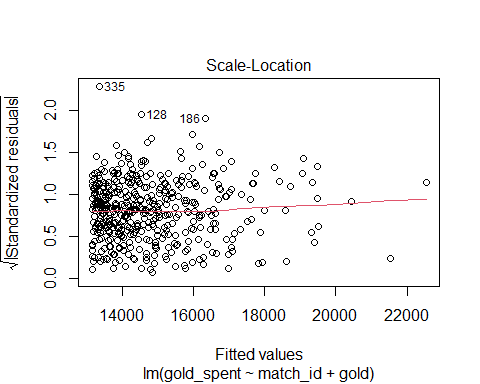 Scale-Location
√|Standardized residuals|
0.0 0.5 1.0 1.5 2.0
335
128
186
14000 16000 18000 20000 22000
Fitted values
lm(gold_spent ~ match_id + gold)